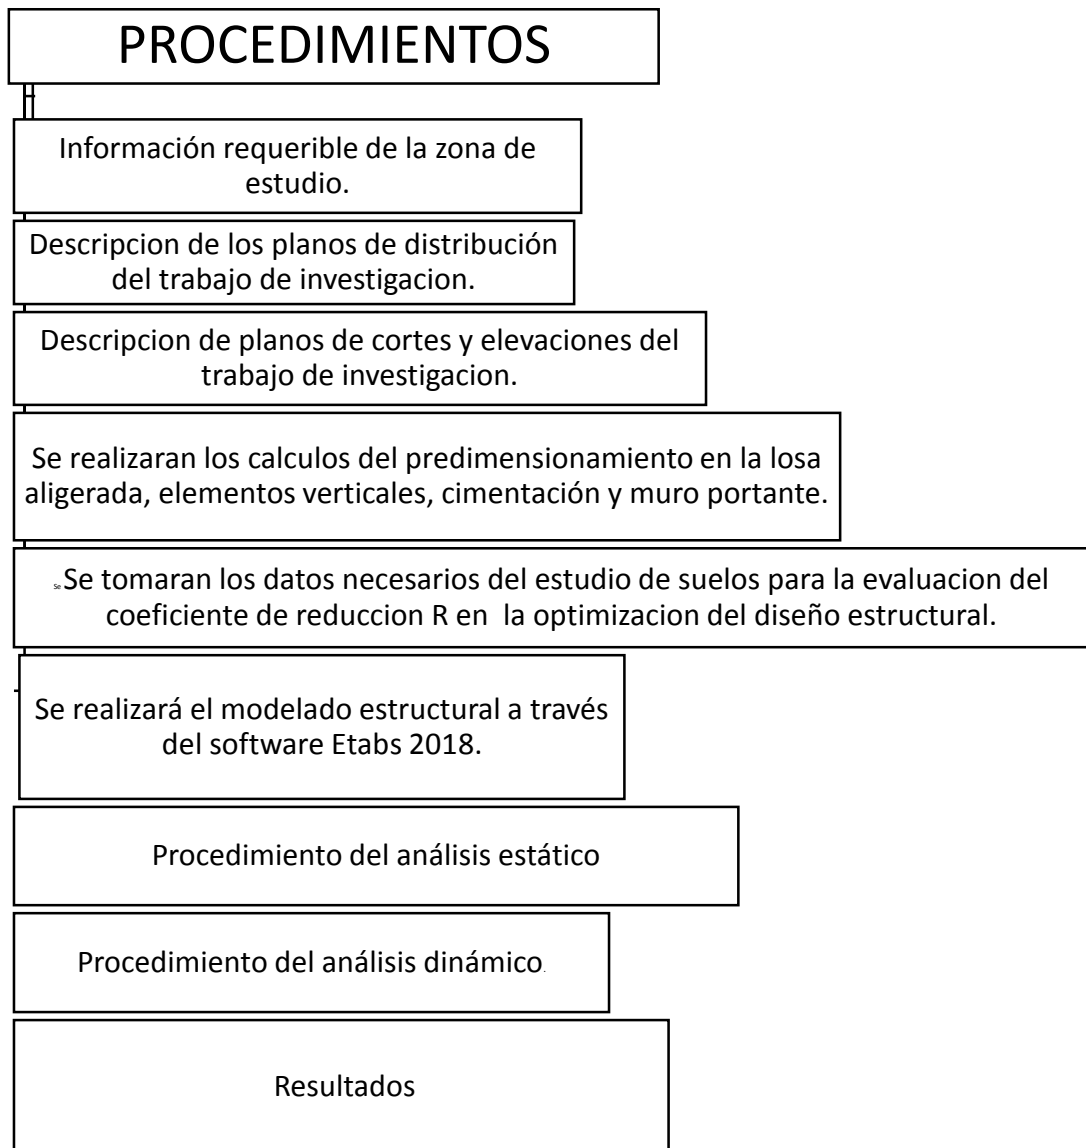 PROCEDIMIENTOS
Información requerible de la zona de
estudio.
Descripcion de los planos de distribución
del trabajo de investigacion.
Descripcion de planos de cortes y elevaciones del
trabajo de investigacion.
Se realizaran los calculos del predimensionamiento en la losa
aligerada, elementos verticales, cimentación y muro portante.
Se Se tomaran los datos necesarios del estudio de suelos para la evaluacion del
coeficiente de reduccion R en la optimizacion del diseño estructural.
Se realizará el modelado estructural a través
del software Etabs 2018.
Procedimiento del análisis estático
Procedimiento del análisis dinámico.
Resultados